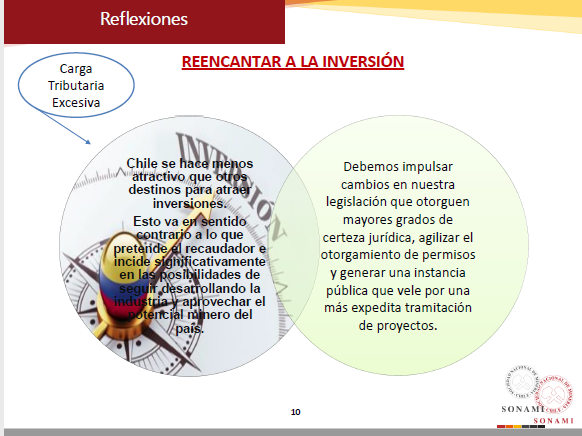 Reflexiones
REENCANTAR A LA INVERSIÓN
Carga
Tributaria
Excesiva
INVERSIÓN
Chile se hace menos
atractivo que otros
destinos para atraer
inversiones.
Esto va en sentido
contrario a lo que
pretende el recaudador e
incide significativamente
en las posibilidades de
seguir desarrollando la
industria y aprovechar el
potencial minero del
país.
Debemos impulsar
cambios en nuestra
legislación que otorguen
mayores grados de
certeza jurídica, agilizar el
otorgamiento de permisos
y generar una instancia
pública que vele por una
más expedita tramitación
de proyectos.
10
SONAMI
SONAMI